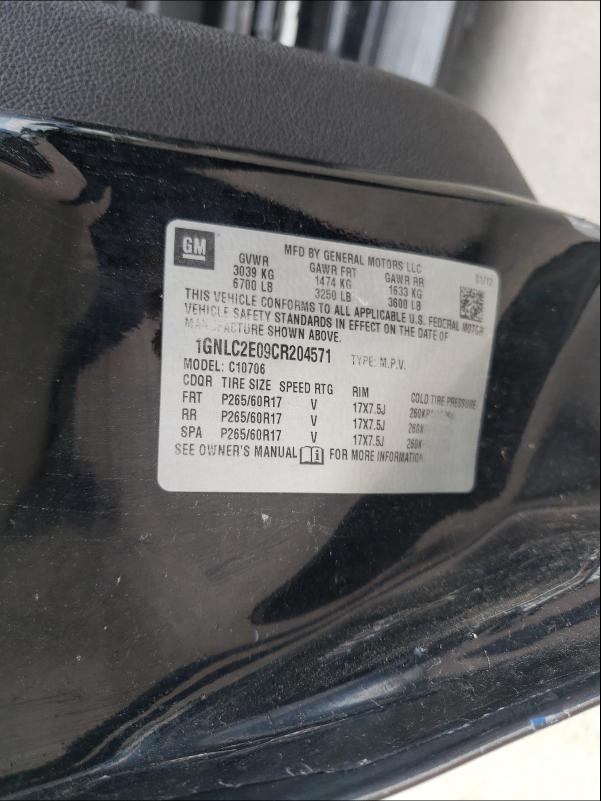 GM
MFD BY GENERAL MOTORS LLC 01/12
GVWR GAWR FRT GAWR RR
3039 KG 1474 KG 1633 KG
6700 LB 3250 LB 3600 LB
THIS VEHICLE CONFORMS TO ALL APPLICABLE U.S. FEDERAL MOTOR
VEHICLE SAFETY STANDARDS IN EFFECT ON THE DATE OF
MANUFACTURE SHOWN ABOVE.
1GNLC2E09CR204571 TYPE: M.P.V.
MODEL: C10706
CDQR TIRE SIZE SPEED RTG RIM COLD TIRE PRESSURE
FRT P265/60R17 V 17X7.5J
RR P265/60R17 V 17X7.5J
SPA P265/60R17 V 17X7.5J
SEE OWNER'S MANUAL FOR MORE INFORMATION